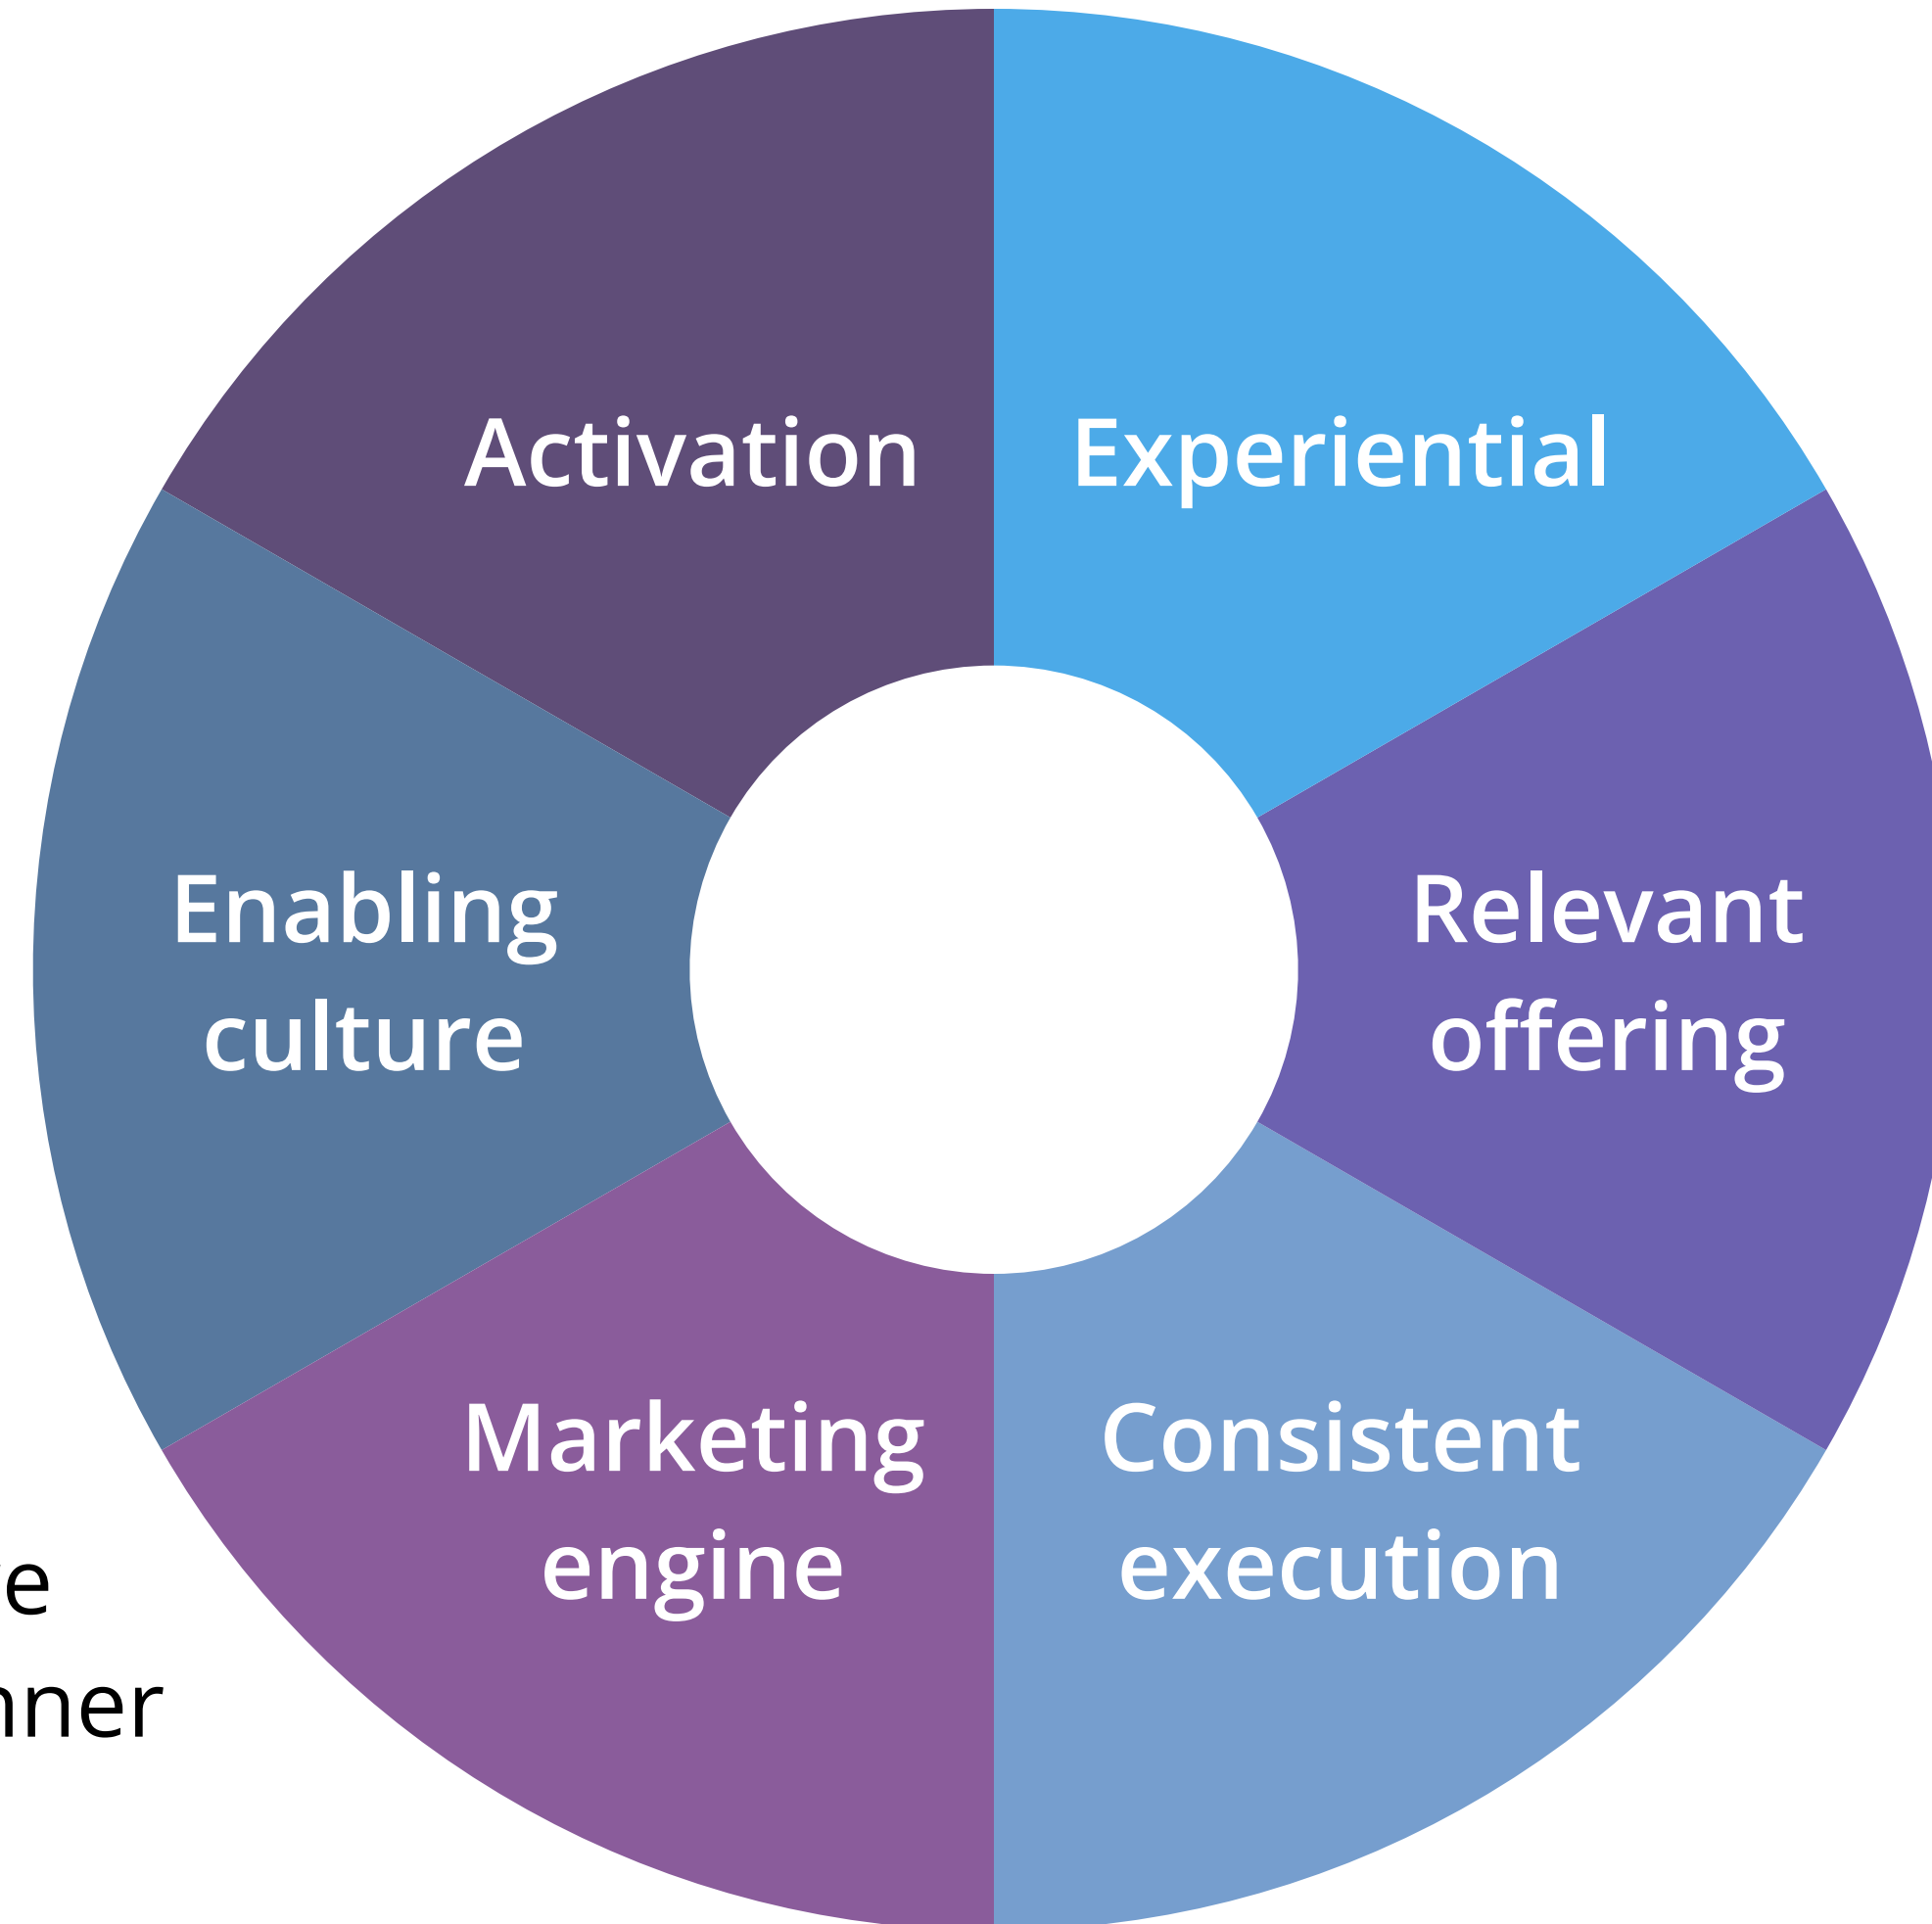 Activation
Experiential
Enabling
culture
Relevant
offering
Marketing
engine
Consistent
execution